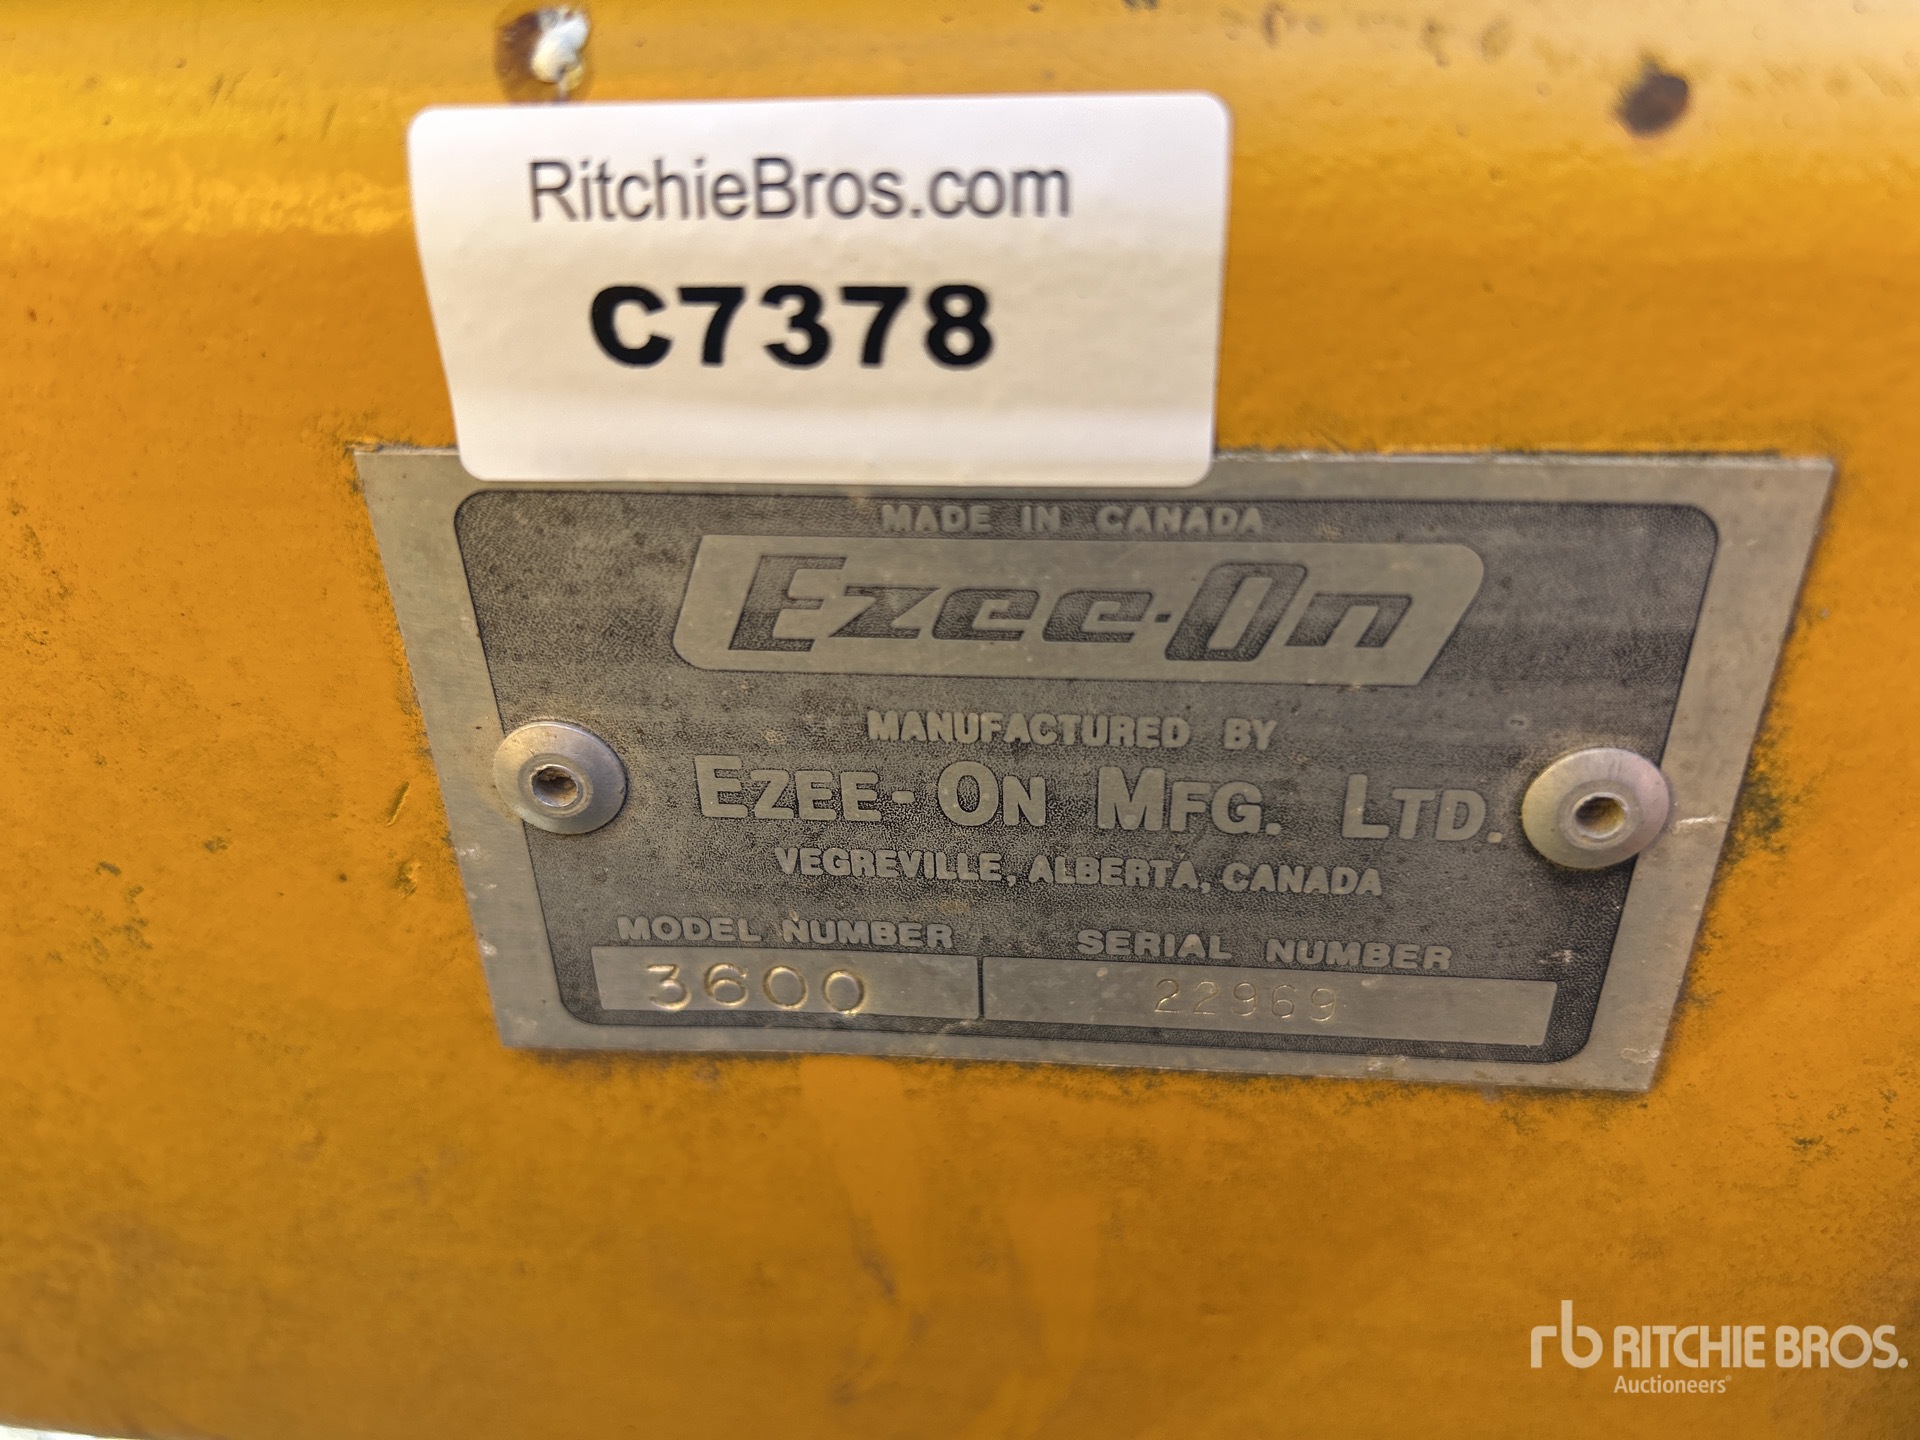 RitchieBros.com
C7378
MADE IN CANADA
Ezee-On
MANUFACTURED BY
EZEE-ON MFG. LTD.
VEGREVILLE, ALBERTA, CANADA
MODEL NUMBER SERIAL NUMBER
3600 22969
rb RITCHIE BROS.
Auctioneers